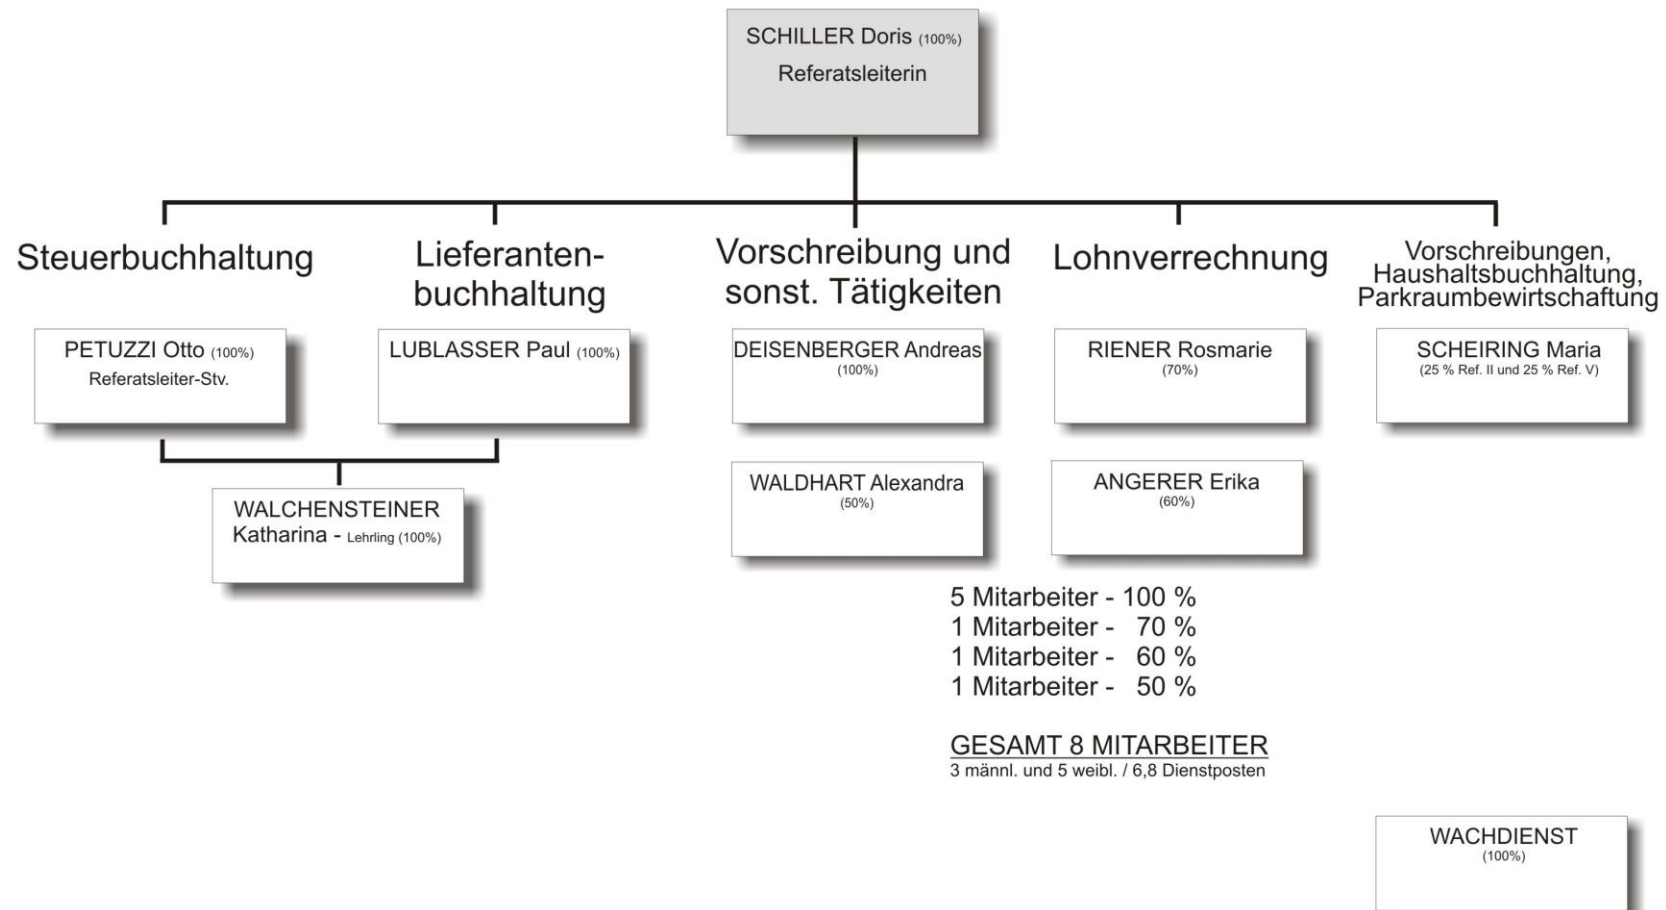 SCHILLER Doris (100%)
Referatsleiterin
Steuerbuchhaltung
Lieferanten-
buchhaltung
Vorschreibung und
sonst. Tätigkeiten
Lohnverrechnung
Vorschreibungen,
Haushaltsbuchhaltung,
Parkraumbewirtschaftung
PETUZZI Otto (100%)
Referatsleiter-Stv.
LUBLASSER Paul (100%)
DEISENBERGER Andreas
(100%)
RIENER Rosmarie
(70%)
SCHEIRING Maria
(25 % Ref. II und 25 % Ref. V)
WALCHENSTEINER
Katharina - Lehrling (100%)
WALDHART Alexandra
(50%)
ANGERER Erika
(60%)
5 Mitarbeiter - 100 %
1 Mitarbeiter - 70 %
1 Mitarbeiter - 60 %
1 Mitarbeiter - 50 %
GESAMT 8 MITARBEITER
3 männl. und 5 weibl. / 6,8 Dienstposten
WACHDIENST
(100%)